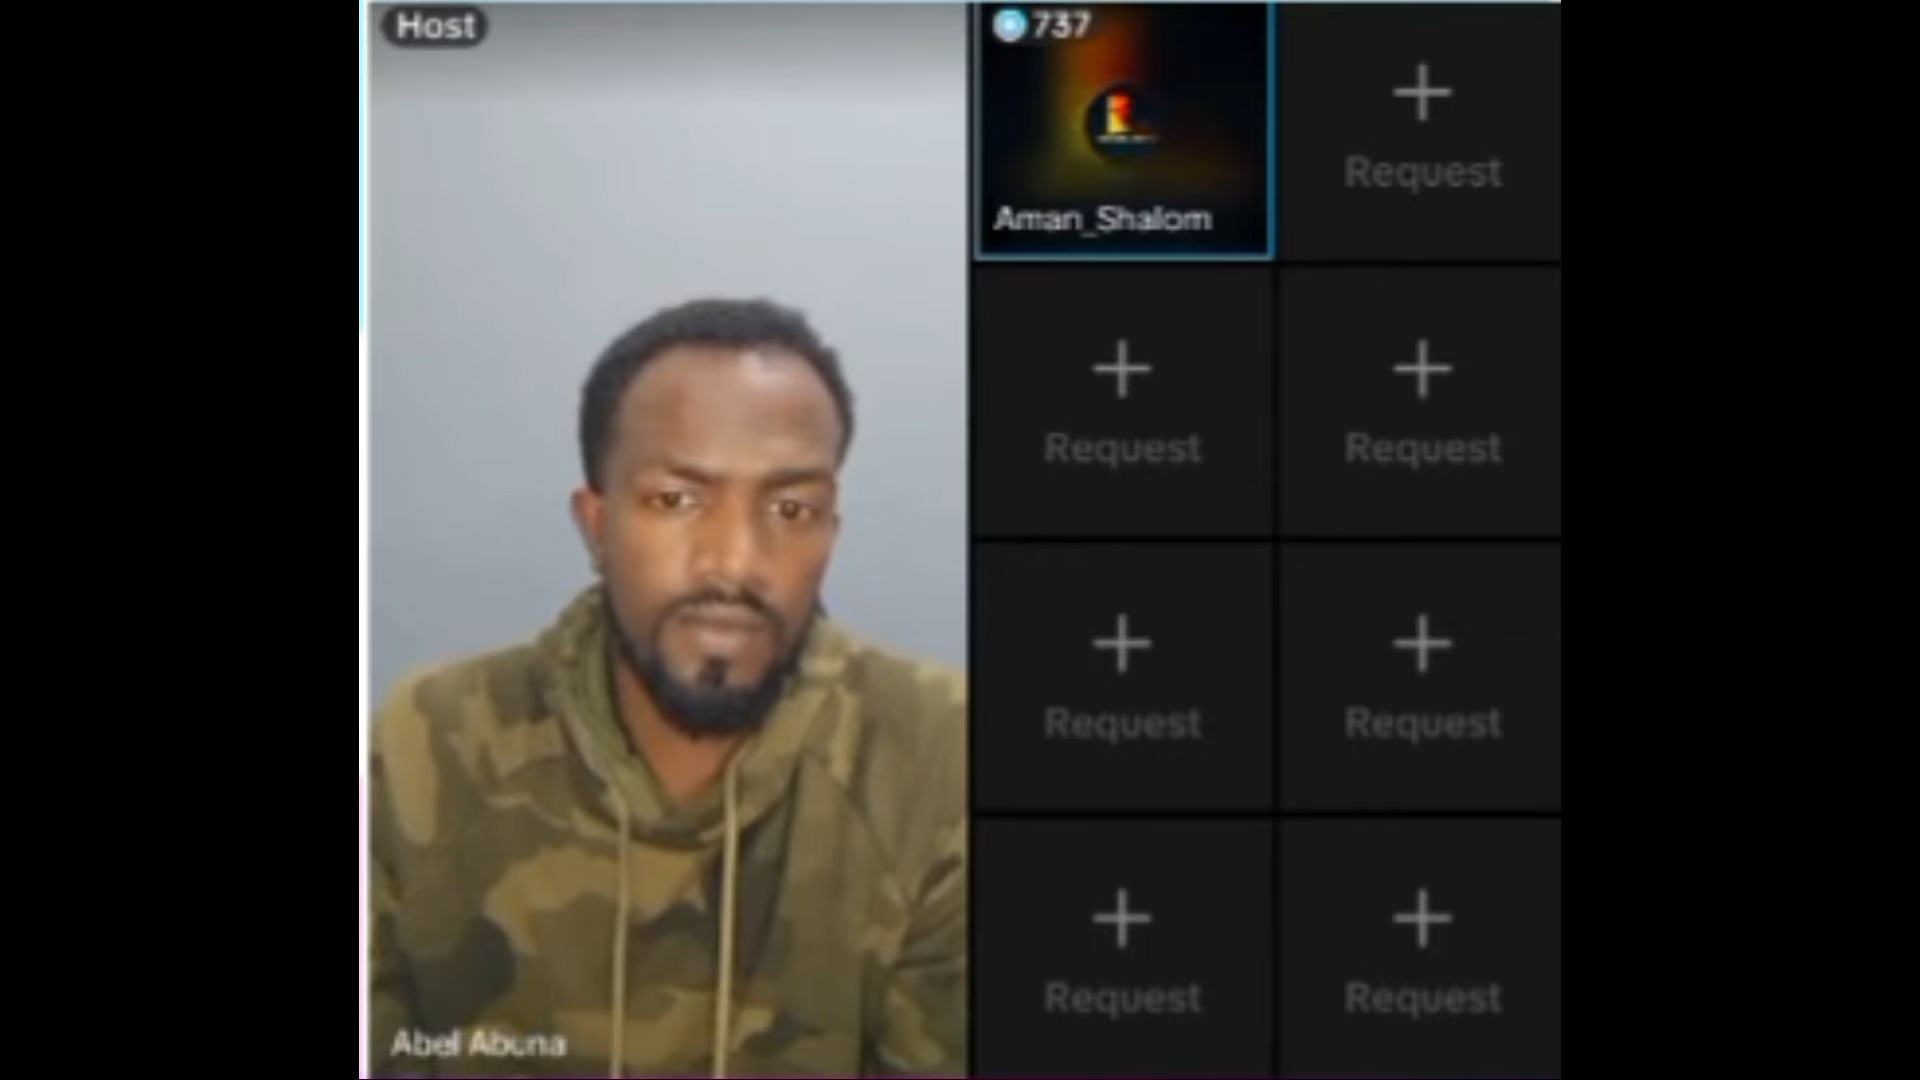 Host
737
Aman_Shalom
Request
Request
Request
Request
Request
Request
Request
Abel Abuna